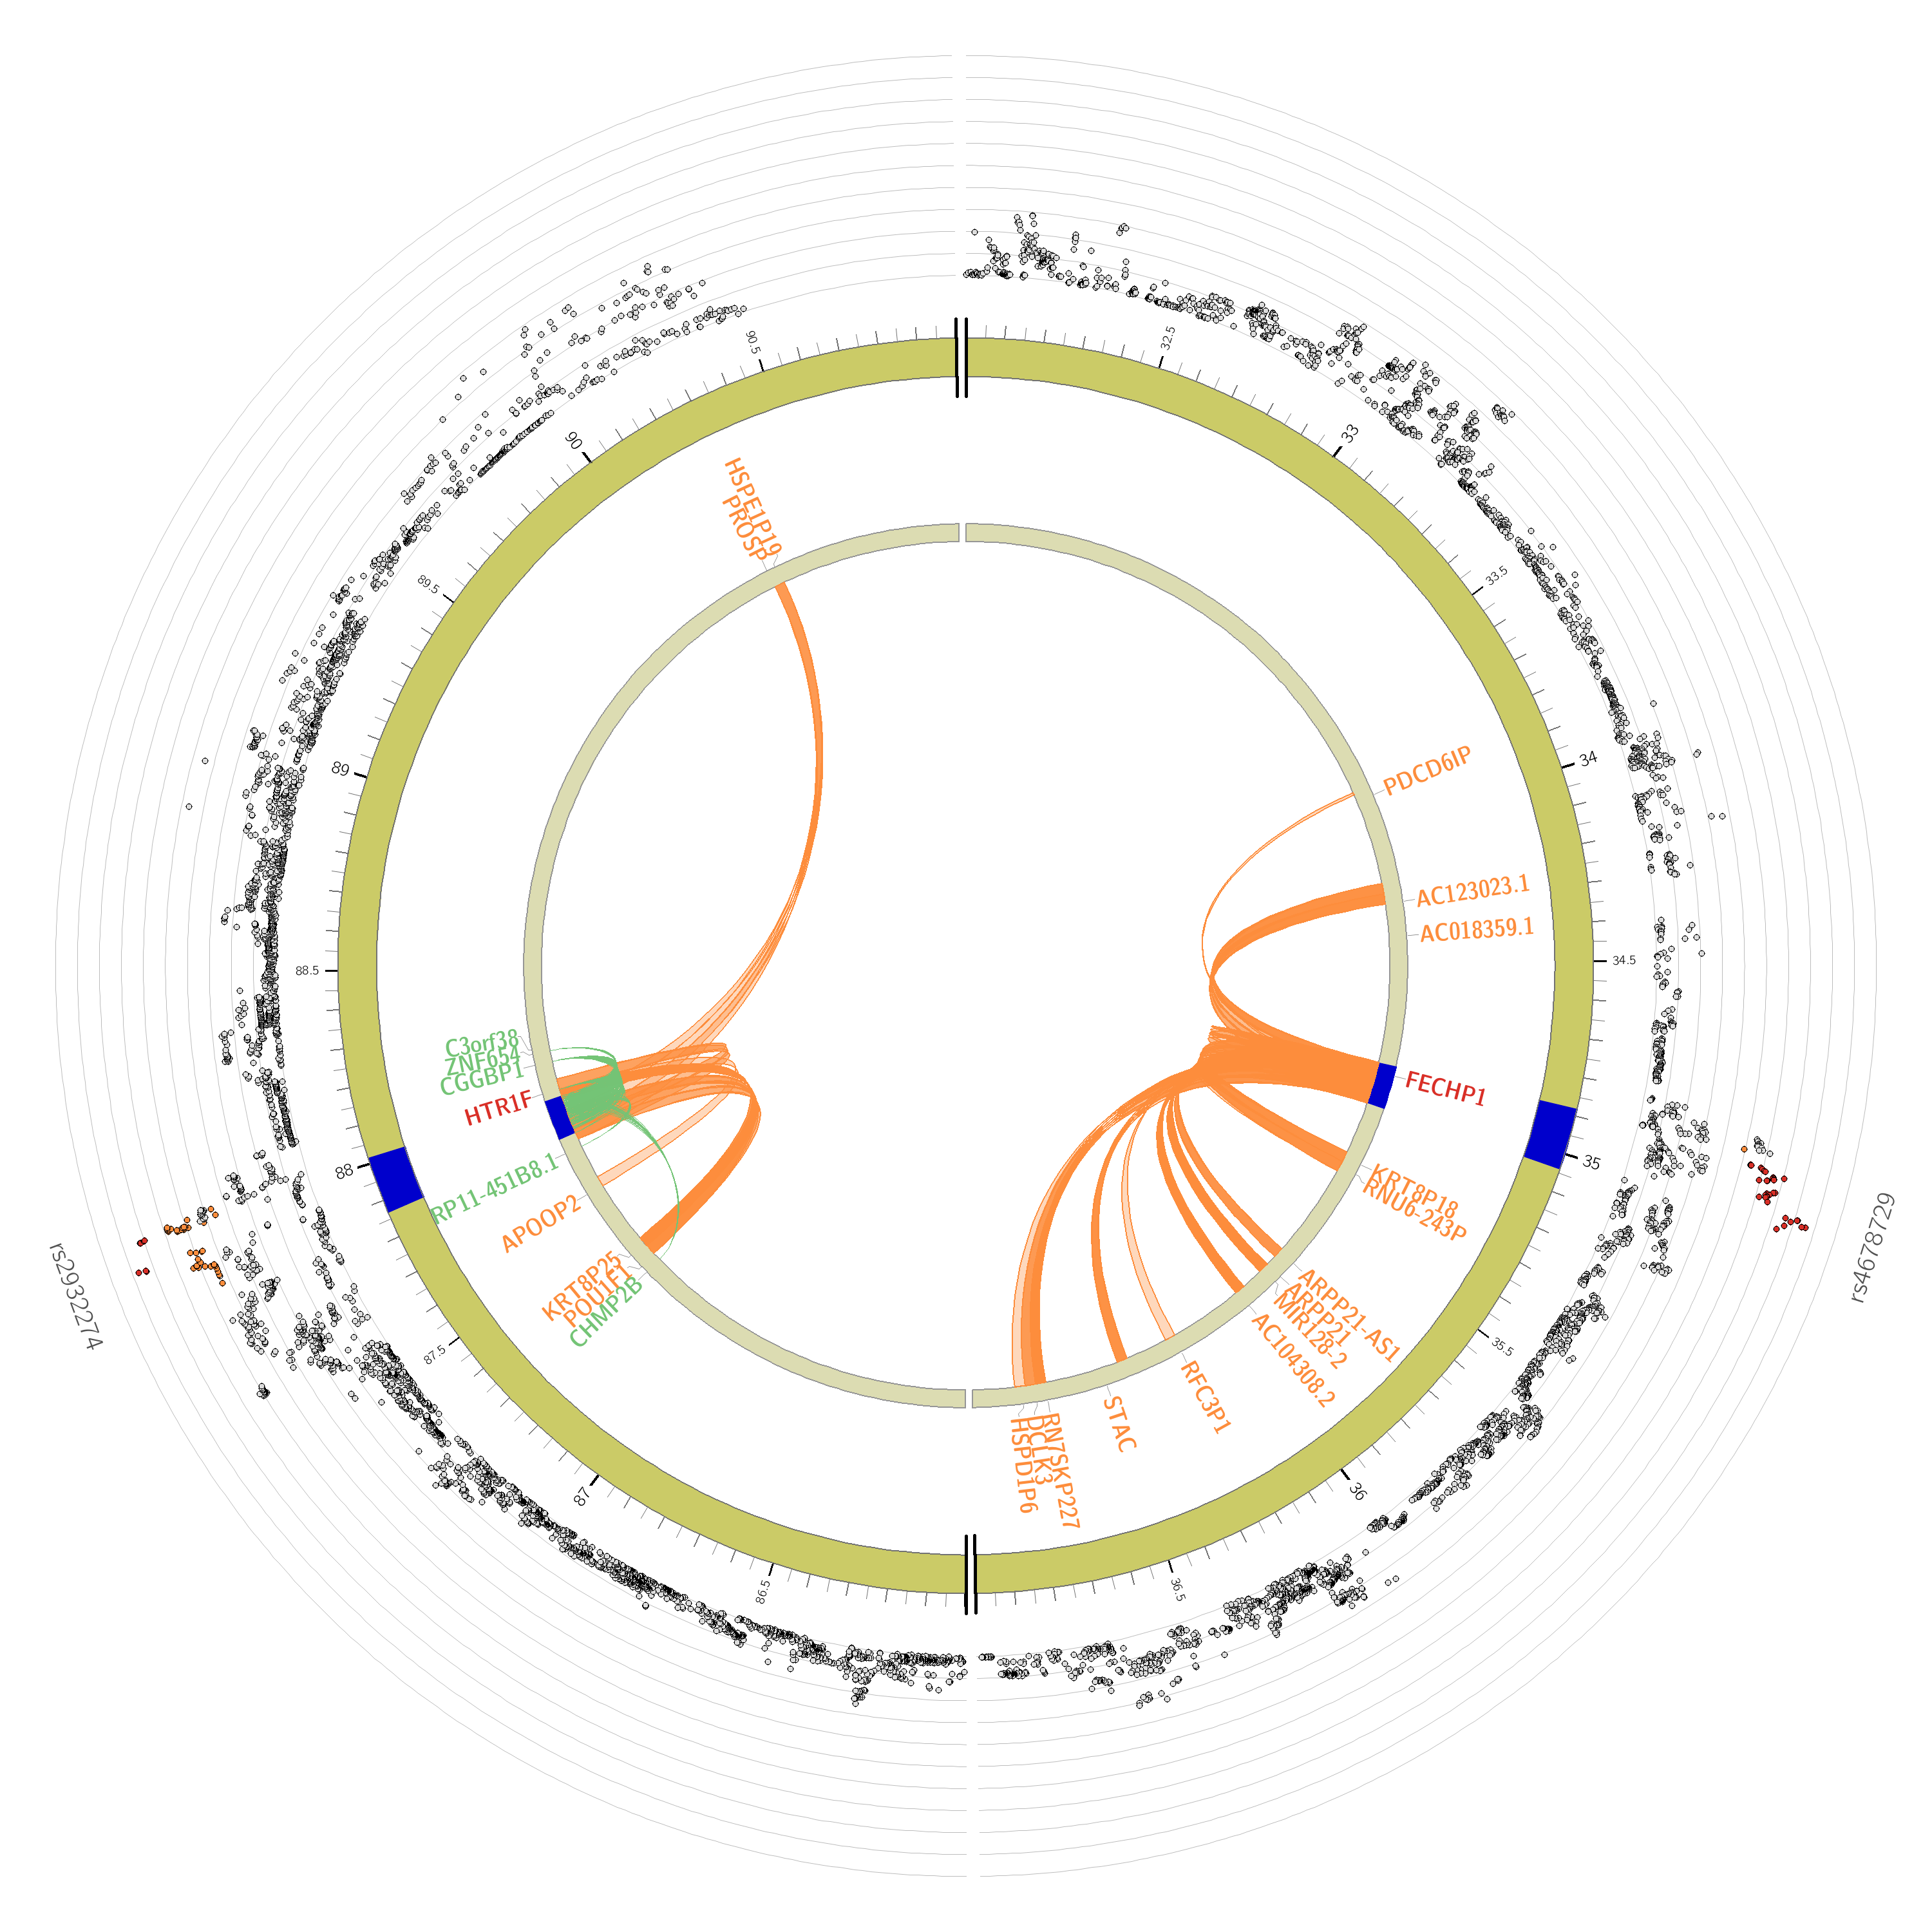 32.5
33
33.5
34
34.5
35
35.5
36
36.5
86.5
87
87.5
88
88.5
89
89.5
90
90.5
rs4678729
rs2932274
HSPE1P19
PROSP
PDCD6IP
AC123023.1
AC018359.1
FECHP1
KRT8P18
RNU6-243P
ARPP21-AS1
ARPP21
MIR128-2
AC104308.2
RFC3P1
STAC
RN7SKP227
DCLK3
HSPD1P6
CHMP2B
POU1F1
KRT8P25
APOOP2
RP11-451B8.1
HTR1F
CGGBP1
ZNF654
C3orf38